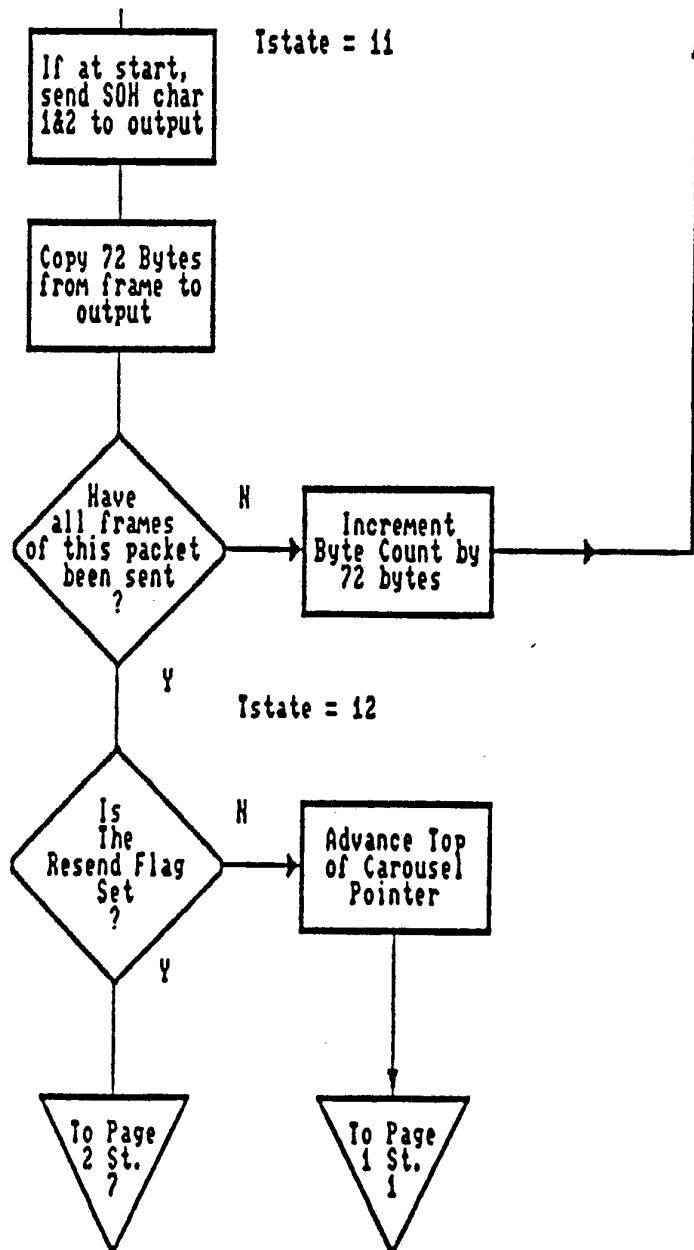 Tstate = 11
If at start,
send SOH char
1&2 to output
Copy 72 Bytes
from frame to
output
Have
all frames
of this packet
been sent
?
N
Increment
Byte Count by
72 bytes
Y
Tstate = 12
Is
The
Resend Flag
Set
?
N
Advance Top
of Carousel
Pointer
Y
To Page
2 St.
7
To Page
1 St.
1